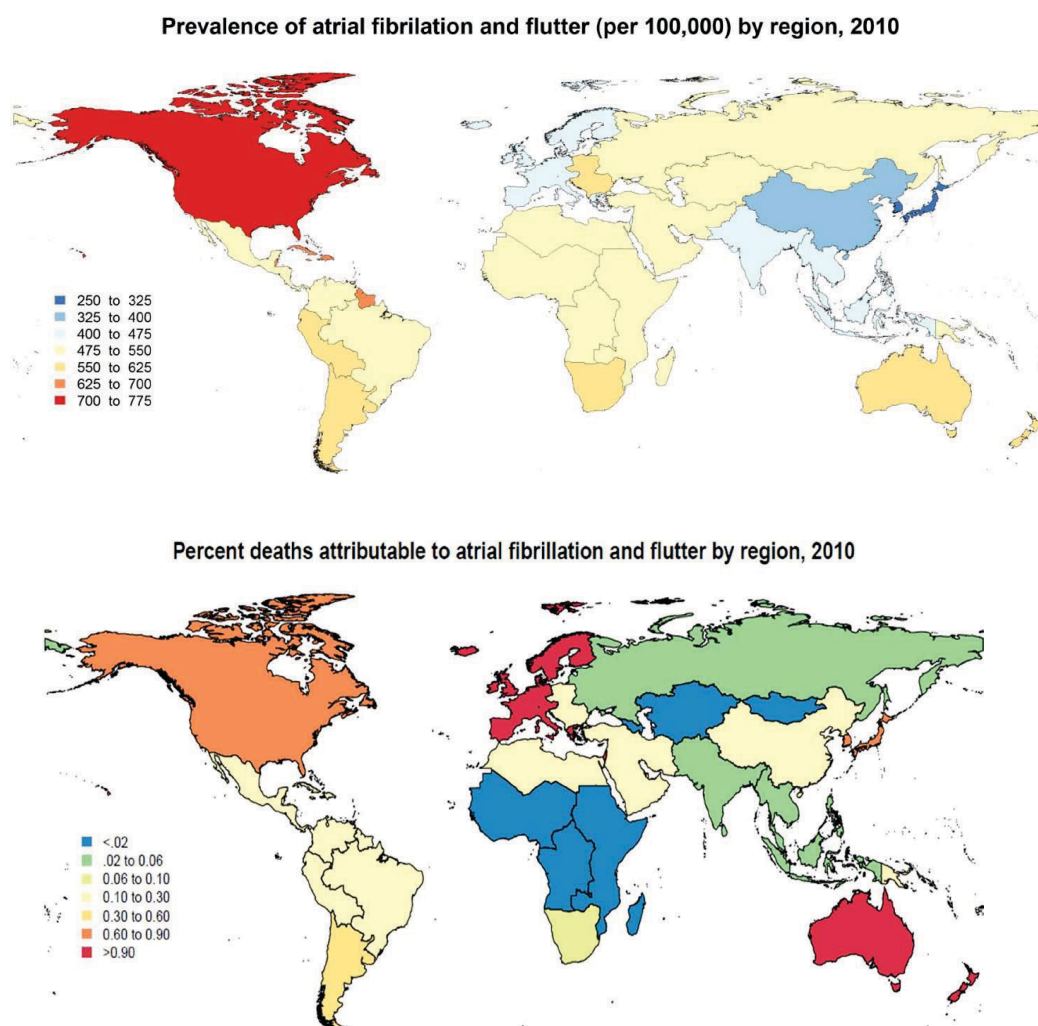 Prevalence of atrial fibrilation and flutter (per 100,000) by region, 2010
250 to 325
325 to 400
400 to 475
475 to 550
550 to 625
625 to 700
700 to 775
Percent deaths attributable to atrial fibrillation and flutter by region, 2010
<.02
.02 to 0.06
0.06 to 0.10
0.10 to 0.30
0.30 to 0.60
0.60 to 0.90
>0.90